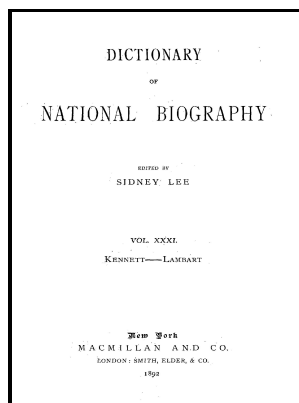 DICTIONARY
OF
NATIONAL BIOGRAPHY
EDITED BY
SIDNEY LEE
VOL. XXXI.
KENNETT——LAMBART
New York
MACMILLAN AND CO.
LONDON: SMITH, ELDER, & CO.
1892